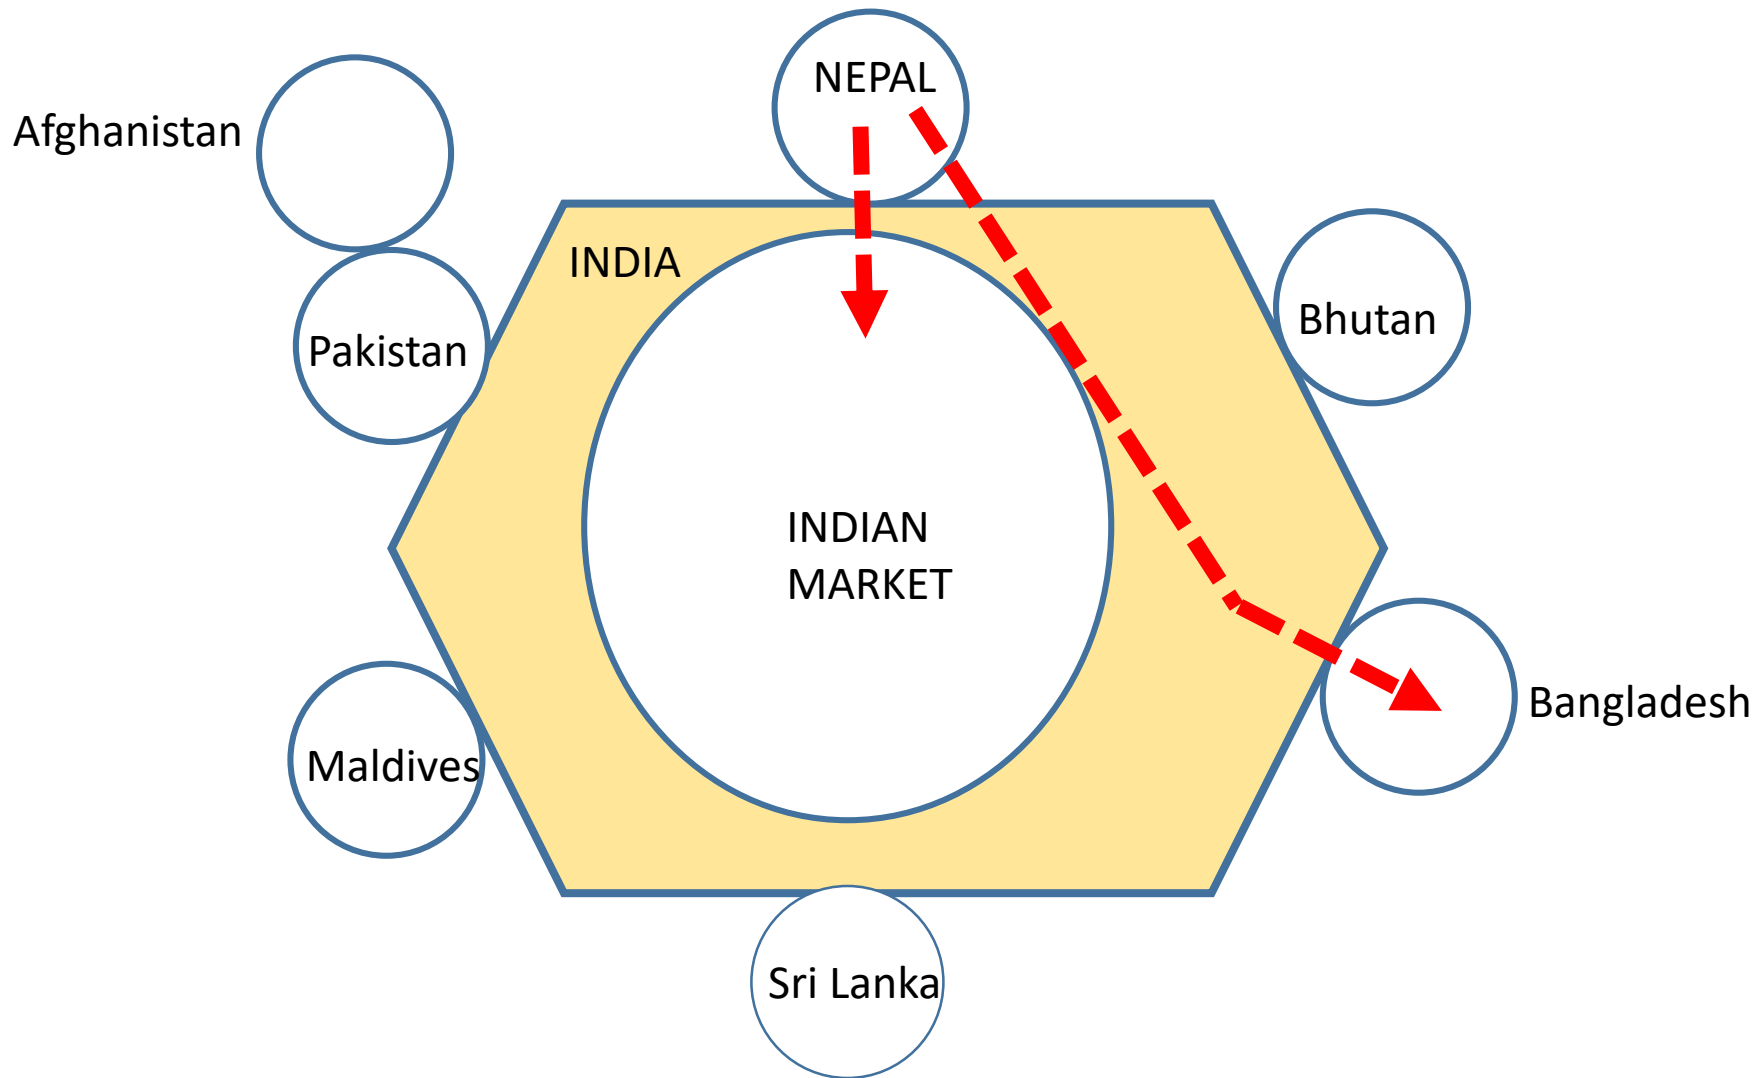 NEPAL
Afghanistan
INDIA
Bhutan
Pakistan
INDIAN
MARKET
Bangladesh
Maldives
Sri Lanka